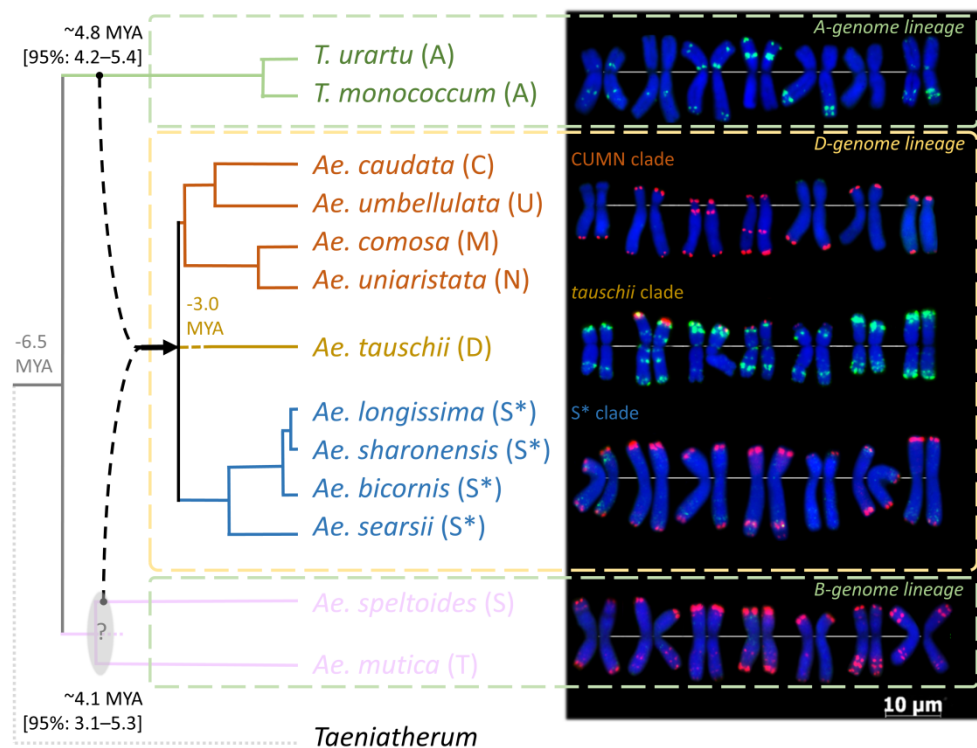 ~4.8 MYA
[95%: 4.2–5.4]
T. urartu (A)
T. monococcum (A)
A-genome lineage
D-genome lineage
CUMN clade
Ae. caudata (C)
Ae. umbellulata (U)
Ae. comosa (M)
Ae. uniaristata (N)
tauschii clade
-3.0
MYA
Ae. tauschii (D)
-6.5
MYA
S* clade
Ae. longissima (S*)
Ae. sharonensis (S*)
Ae. bicornis (S*)
Ae. searsii (S*)
B-genome lineage
Ae. speltoides (S)
?
Ae. mutica (T)
~4.1 MYA
[95%: 3.1–5.3]
10 µm
Taeniatherum